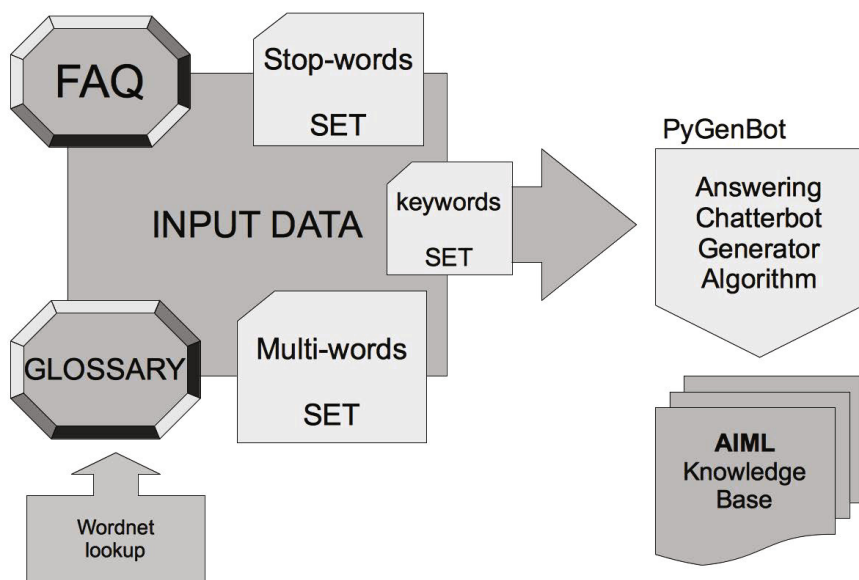 FAQ
Stop-words
SET
PyGenBot
INPUT DATA
keywords
SET
Answering
Chatterbot
Generator
Algorithm
GLOSSARY
Multi-words
SET
AIML
Knowledge
Base
Wordnet
lookup